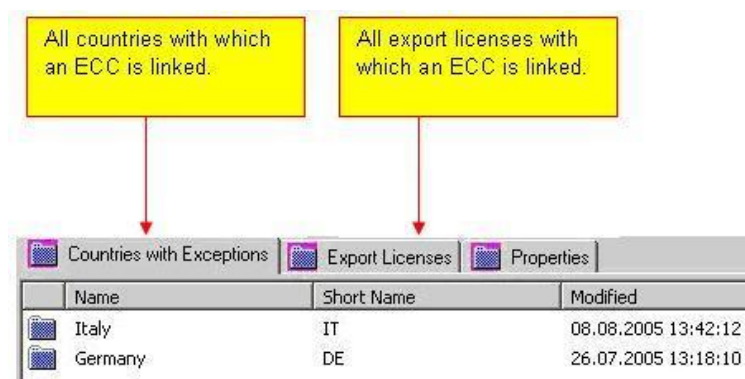 All countries with which
an ECC is linked.
All export licenses with
which an ECC is linked.
Countries with Exceptions Export Licenses Properties
Name Short Name Modified
Italy IT 08.08.2005 13:42:12
Germany DE 26.07.2005 13:18:10